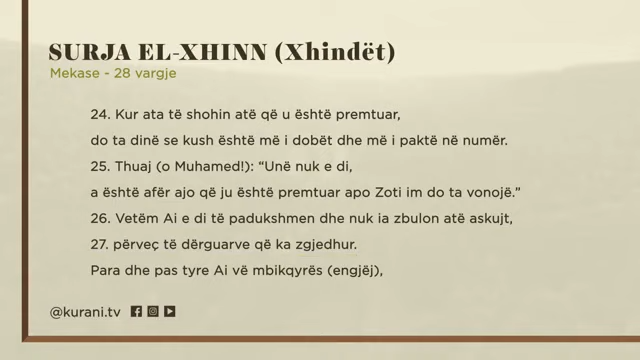 SURJA EL-XHINN (Xhindët)
Mekase - 28 vargje
24. Kur ata të shohin atë që u është premtuar,
do ta dinë se kush është më i dobët dhe më i paktë në numër.
25. Thuaj (o Muhamed!): “Unë nuk e di,
a është afër ajo që ju është premtuar apo Zoti im do ta vonojë.”
26. Vetëm Ai e di të padukshmen dhe nuk ia zbulon atë askujt,
27. përveç të dërguarve që ka zgjedhur.
Para dhe pas tyre Ai vë mbikqyrës (engjëj),
@kurani.tv